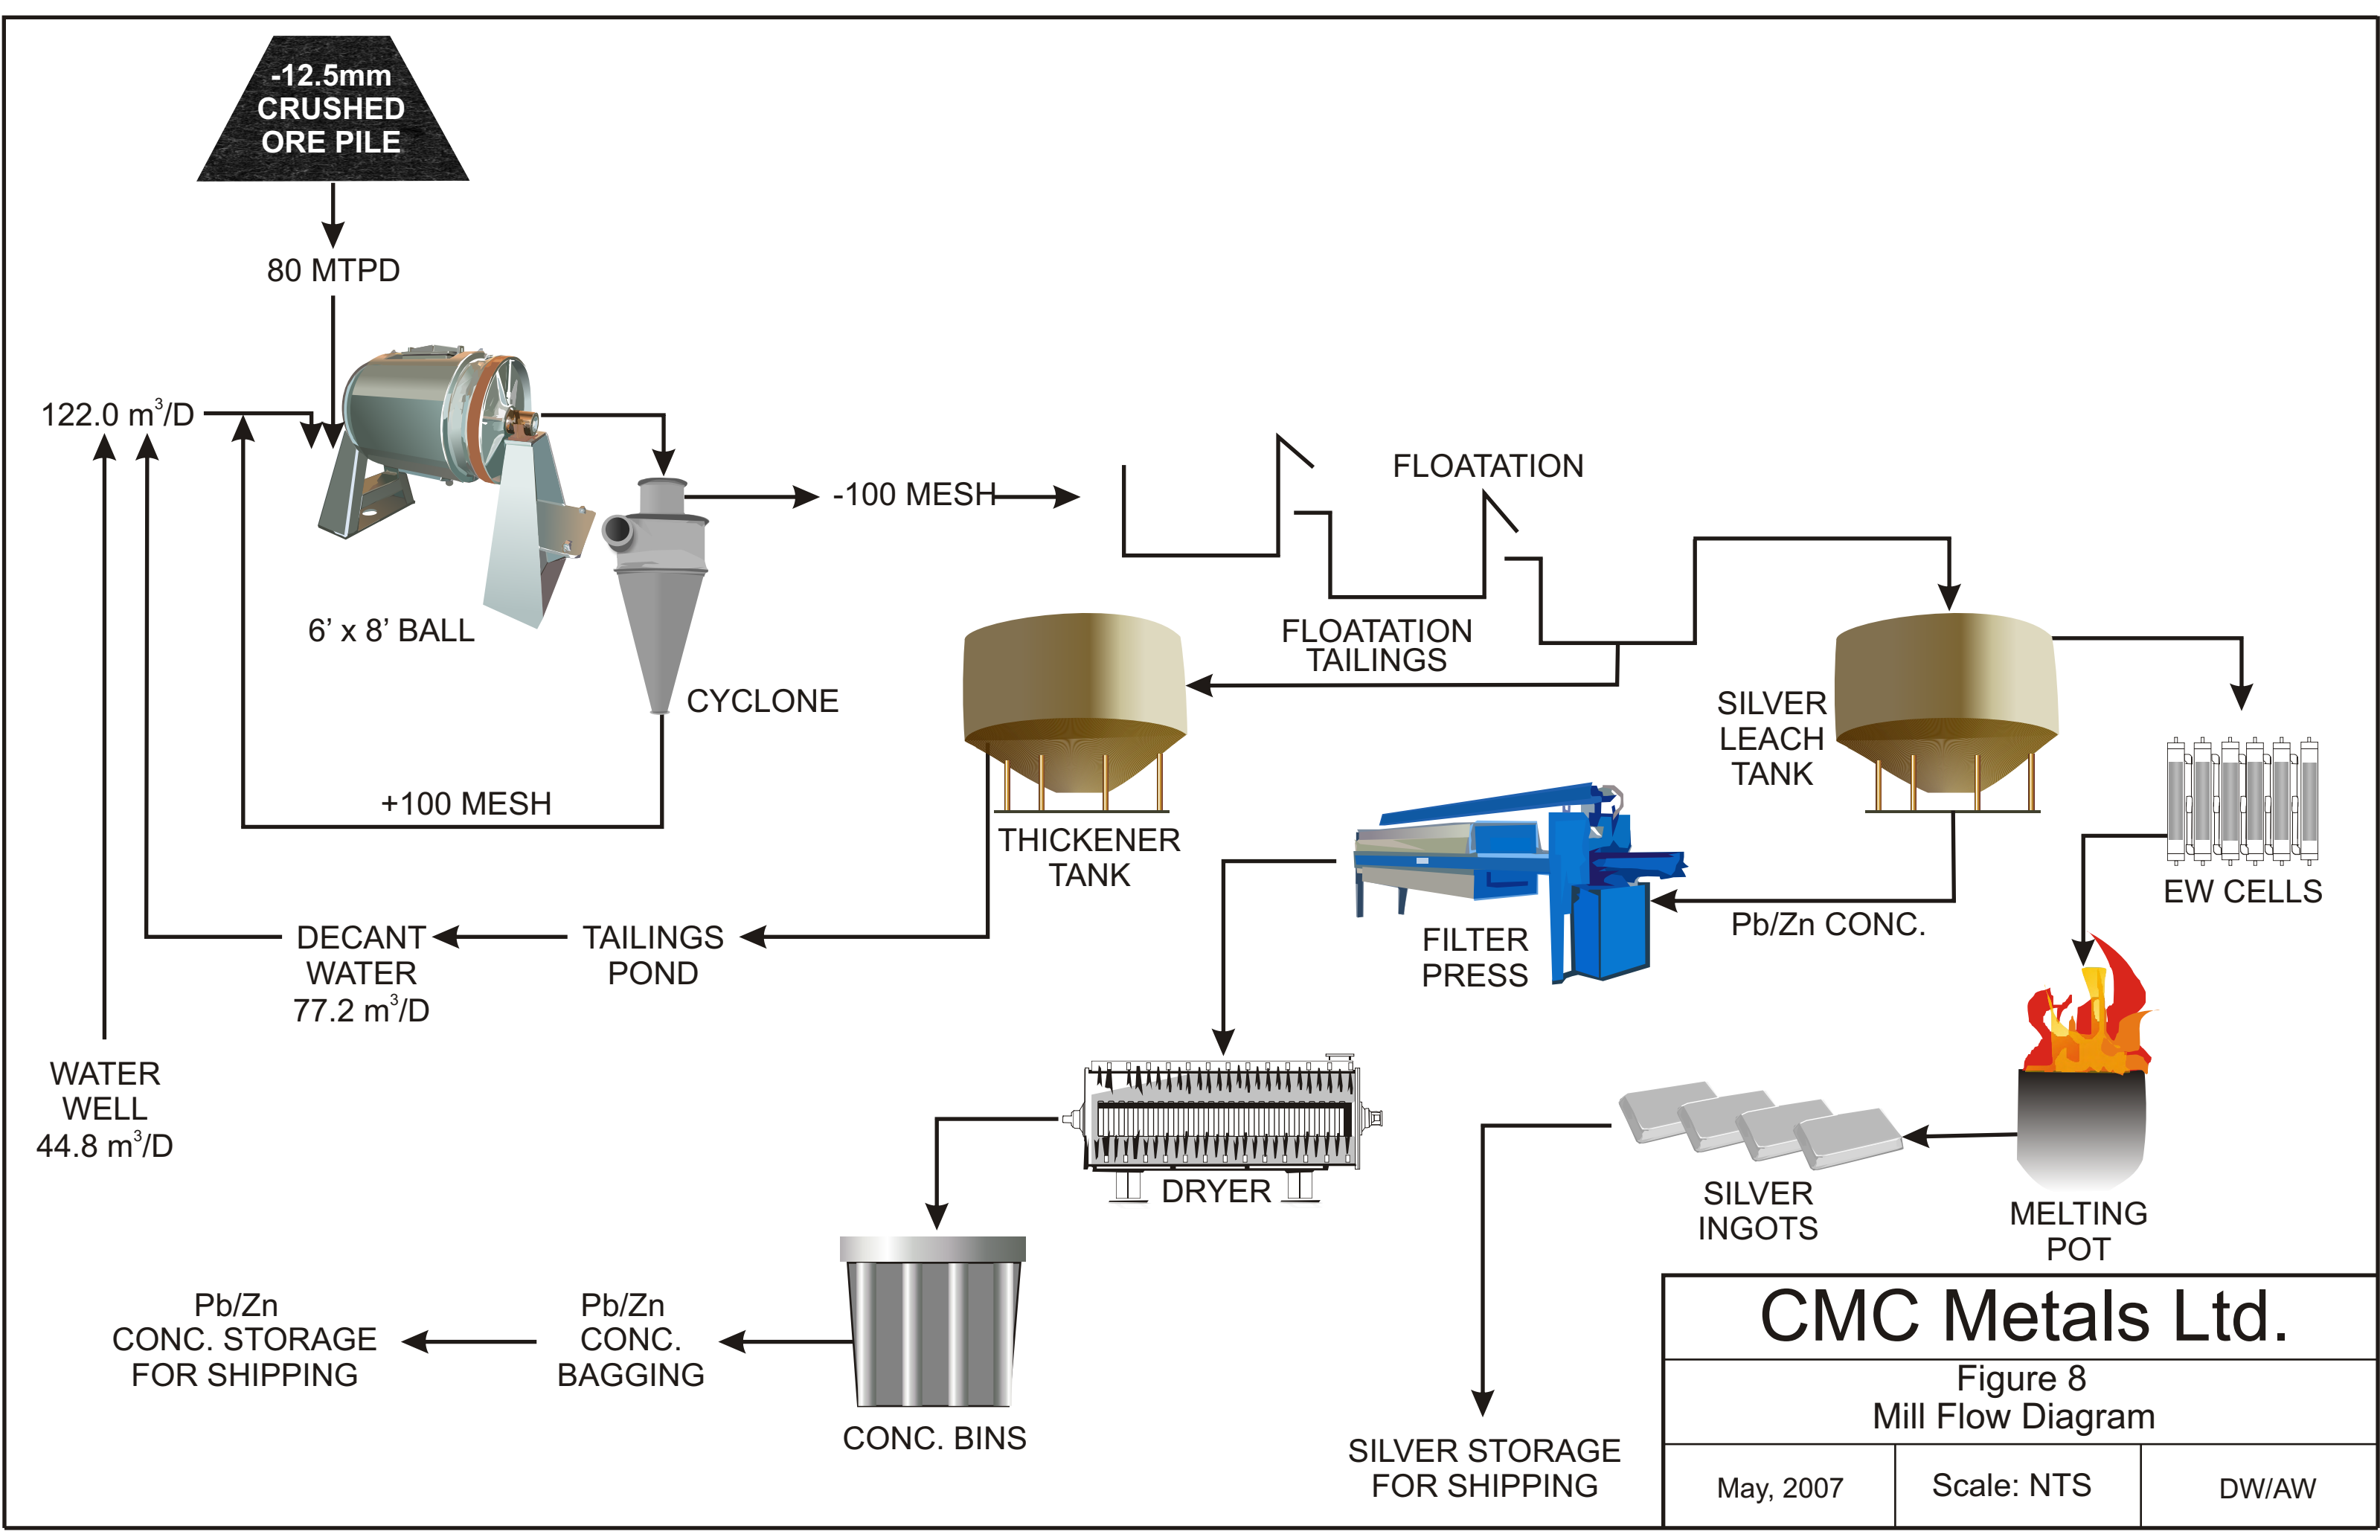 -12.5mm
CRUSHED
ORE PILE
80 MTPD
122.0 m³/D
6’ x 8’ BALL
CYCLONE
-100 MESH
+100 MESH
FLOATATION
FLOATATION
TAILINGS
THICKENER
TANK
SILVER
LEACH
TANK
EW CELLS
Pb/Zn CONC.
FILTER
PRESS
TAILINGS
POND
DECANT
WATER
77.2 m³/D
WATER
WELL
44.8 m³/D
DRYER
MELTING
POT
SILVER
INGOTS
Pb/Zn
CONC. STORAGE
FOR SHIPPING
Pb/Zn
CONC.
BAGGING
CONC. BINS
SILVER STORAGE
FOR SHIPPING
CMC Metals Ltd.
Figure 8
Mill Flow Diagram
May, 2007
Scale: NTS
DW/AW